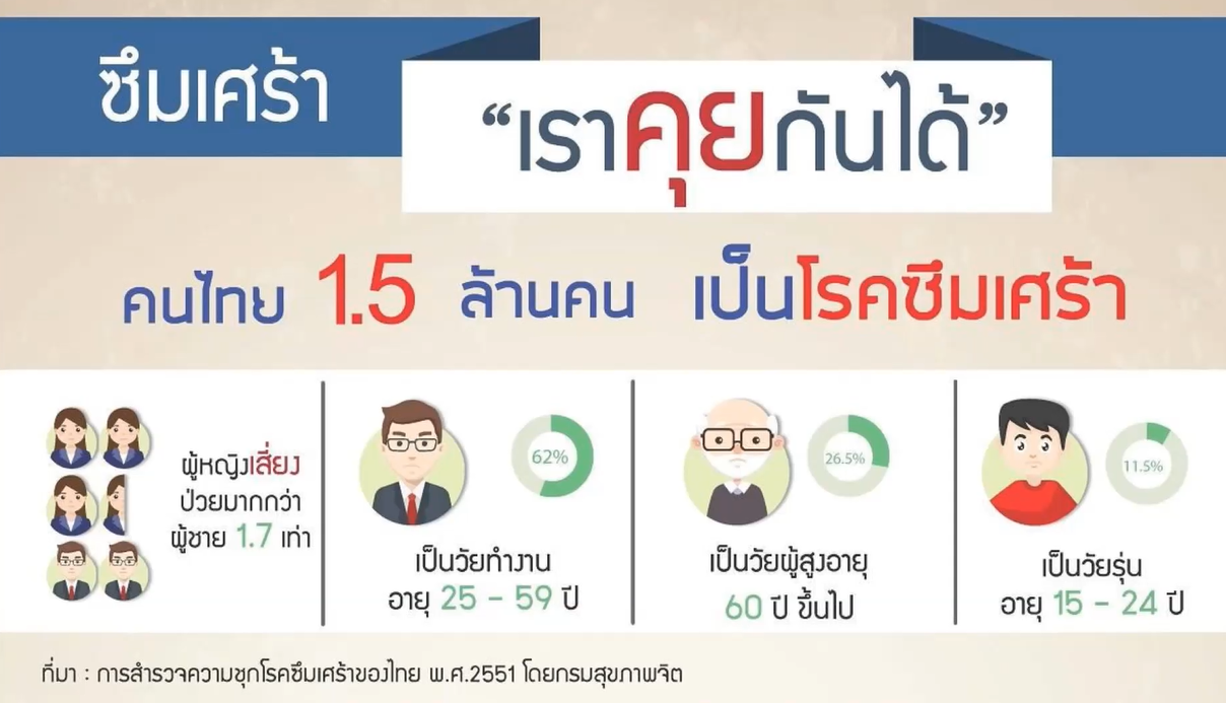 ซึมเศร้า
“เราคุยกันได้”
คนไทย 1.5 ล้านคน เป็นโรคซึมเศร้า
ผู้หญิงเสี่ยง
ป่วยมากกว่า
ผู้ชาย 1.7 เท่า
62%
เป็นวัยทำงาน
อายุ 25 - 59 ปี
26.5%
เป็นวัยผู้สูงอายุ
60 ปี ขึ้นไป
11.5%
เป็นวัยรุ่น
อายุ 15 - 24 ปี
ที่มา : การสำรวจความชุกโรคซึมเศร้าของไทย พ.ศ.2551 โดยกรมสุขภาพจิต